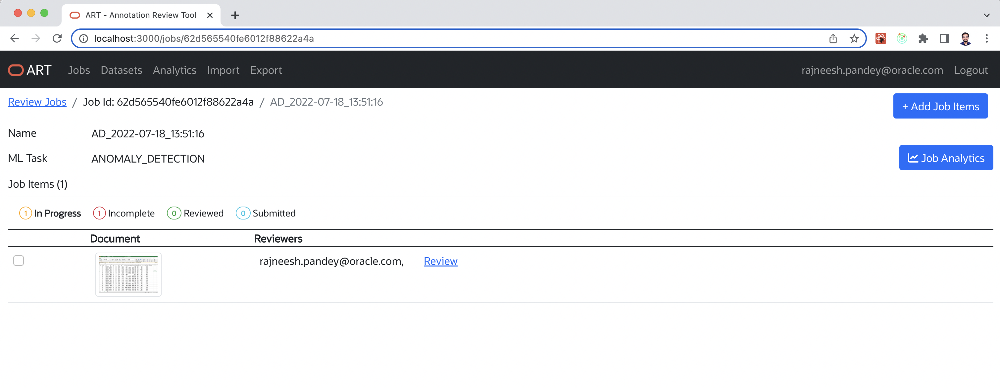 ART - Annotation Review Tool
localhost:3000/jobs/62d565540fe6012f88622a4a
ART Jobs Datasets Analytics Import Export rajneesh.pandey@oracle.com Logout
Review Jobs / Job Id: 62d565540fe6012f88622a4a / AD_2022-07-18_13:51:16 + Add Job Items
Name AD_2022-07-18_13:51:16
ML Task ANOMALY_DETECTION Job Analytics
Job Items (1)
1 In Progress 1 Incomplete 0 Reviewed 0 Submitted
Document Reviewers
rajneesh.pandey@oracle.com, Review